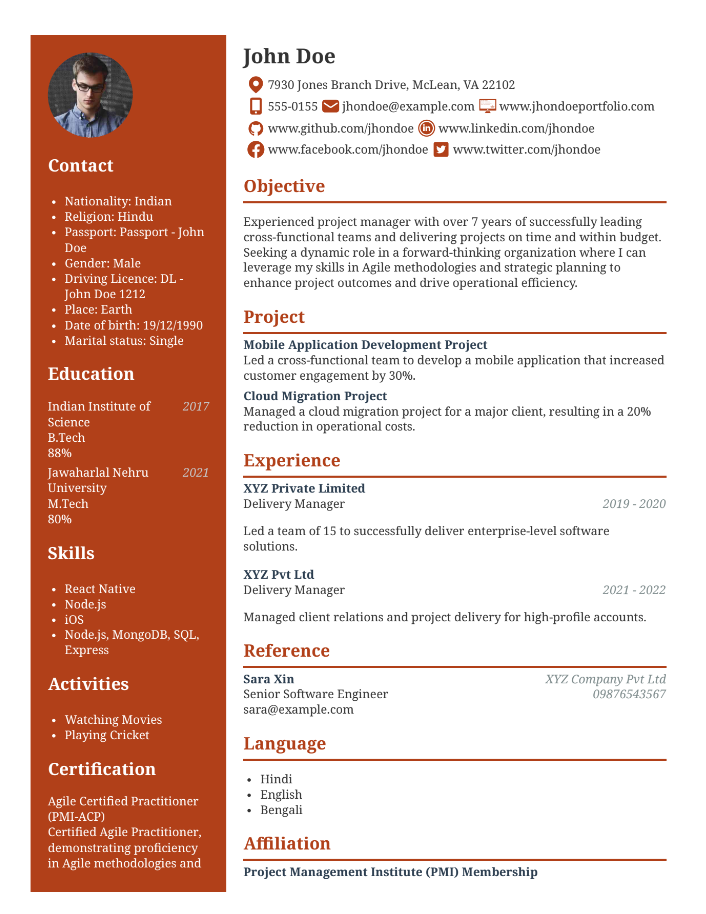 Contact
Nationality: Indian
Religion: Hindu
Passport: Passport - John
Doe
Gender: Male
Driving Licence: DL -
John Doe 1212
Place: Earth
Date of birth: 19/12/1990
Marital status: Single
Education
Indian Institute of 2017
Science
B.Tech
88%
Jawaharlal Nehru 2021
University
M.Tech
80%
Skills
React Native
Node.js
iOS
Node.js, MongoDB, SQL,
Express
Activities
Watching Movies
Playing Cricket
Certification
Agile Certified Practitioner
(PMI-ACP)
Certified Agile Practitioner,
demonstrating proficiency
in Agile methodologies and
John Doe
7930 Jones Branch Drive, McLean, VA 22102
555-0155 jhondoe@example.com www.jhondoeportfolio.com
www.github.com/jhondoe www.linkedin.com/jhondoe
www.facebook.com/jhondoe www.twitter.com/jhondoe
Objective
Experienced project manager with over 7 years of successfully leading
cross-functional teams and delivering projects on time and within budget.
Seeking a dynamic role in a forward-thinking organization where I can
leverage my skills in Agile methodologies and strategic planning to
enhance project outcomes and drive operational efficiency.
Project
Mobile Application Development Project
Led a cross-functional team to develop a mobile application that increased
customer engagement by 30%.
Cloud Migration Project
Managed a cloud migration project for a major client, resulting in a 20%
reduction in operational costs.
Experience
XYZ Private Limited
Delivery Manager 2019 - 2020
Led a team of 15 to successfully deliver enterprise-level software
solutions.
XYZ Pvt Ltd
Delivery Manager 2021 - 2022
Managed client relations and project delivery for high-profile accounts.
Reference
Sara Xin XYZ Company Pvt Ltd
Senior Software Engineer 09876543567
sara@example.com
Language
Hindi
English
Bengali
Affiliation
Project Management Institute (PMI) Membership